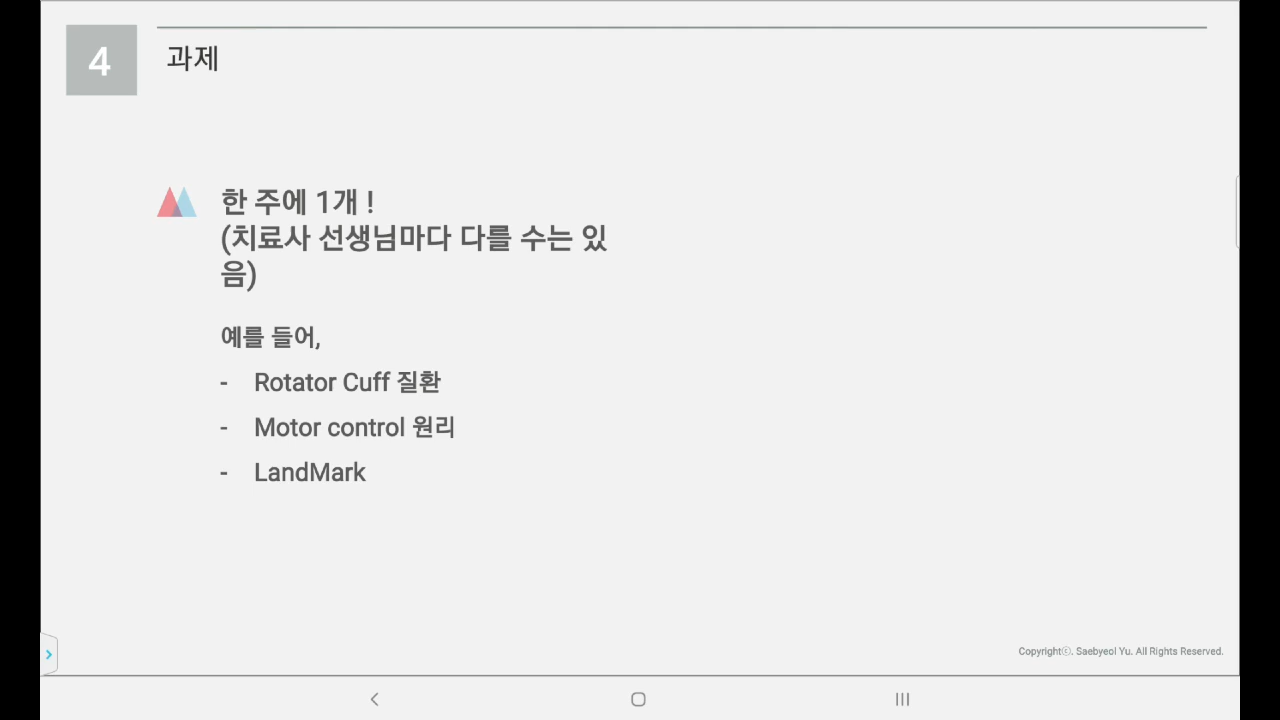 4
과제
한 주에 1개 !
(치료사 선생님마다 다를 수는 있
음)
예를 들어,
- Rotator Cuff 질환
- Motor control 원리
- LandMark
Copyrightⓒ. Saebyeol Yu. All Rights Reserved.